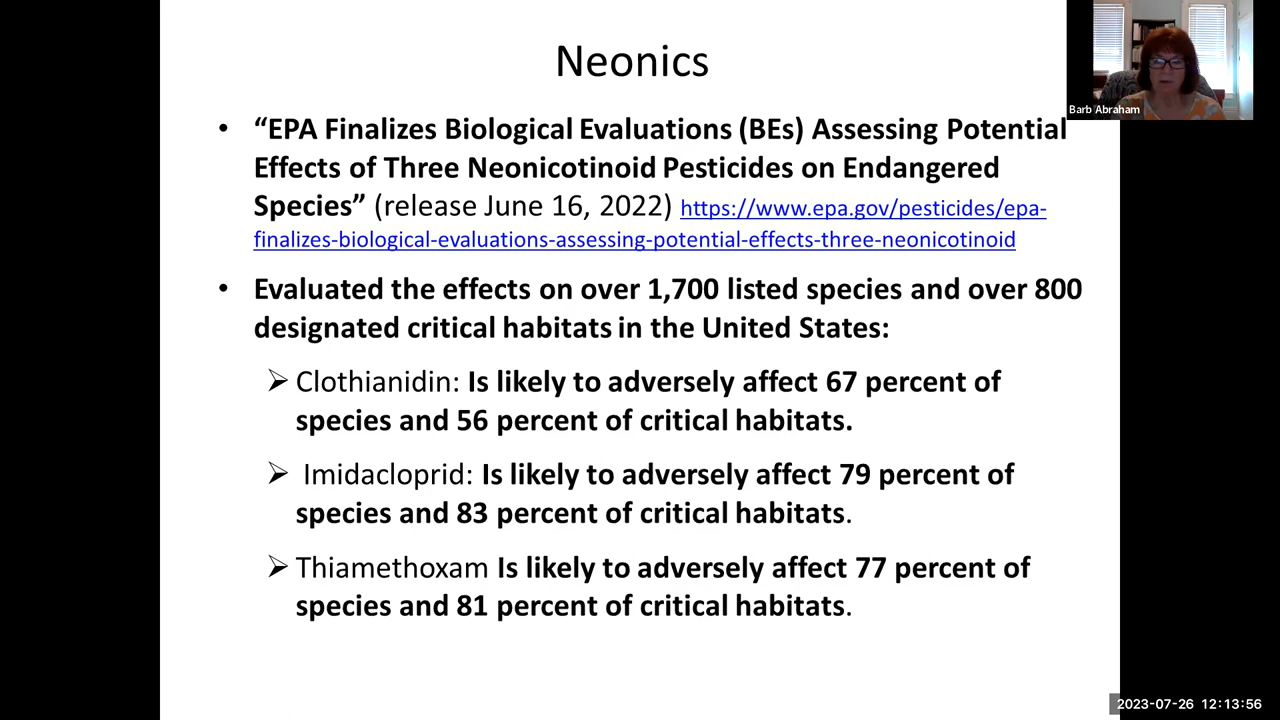 Neonics
Barb Abraham
• “EPA Finalizes Biological Evaluations (BEs) Assessing Potential
Effects of Three Neonicotinoid Pesticides on Endangered
Species” (release June 16, 2022) https://www.epa.gov/pesticides/epa-
finalizes-biological-evaluations-assessing-potential-effects-three-neonicotinoid
• Evaluated the effects on over 1,700 listed species and over 800
designated critical habitats in the United States:
➢ Clothianidin: Is likely to adversely affect 67 percent of
species and 56 percent of critical habitats.
➢ Imidacloprid: Is likely to adversely affect 79 percent of
species and 83 percent of critical habitats.
➢ Thiamethoxam Is likely to adversely affect 77 percent of
species and 81 percent of critical habitats.
2023-07-26 12:13:56